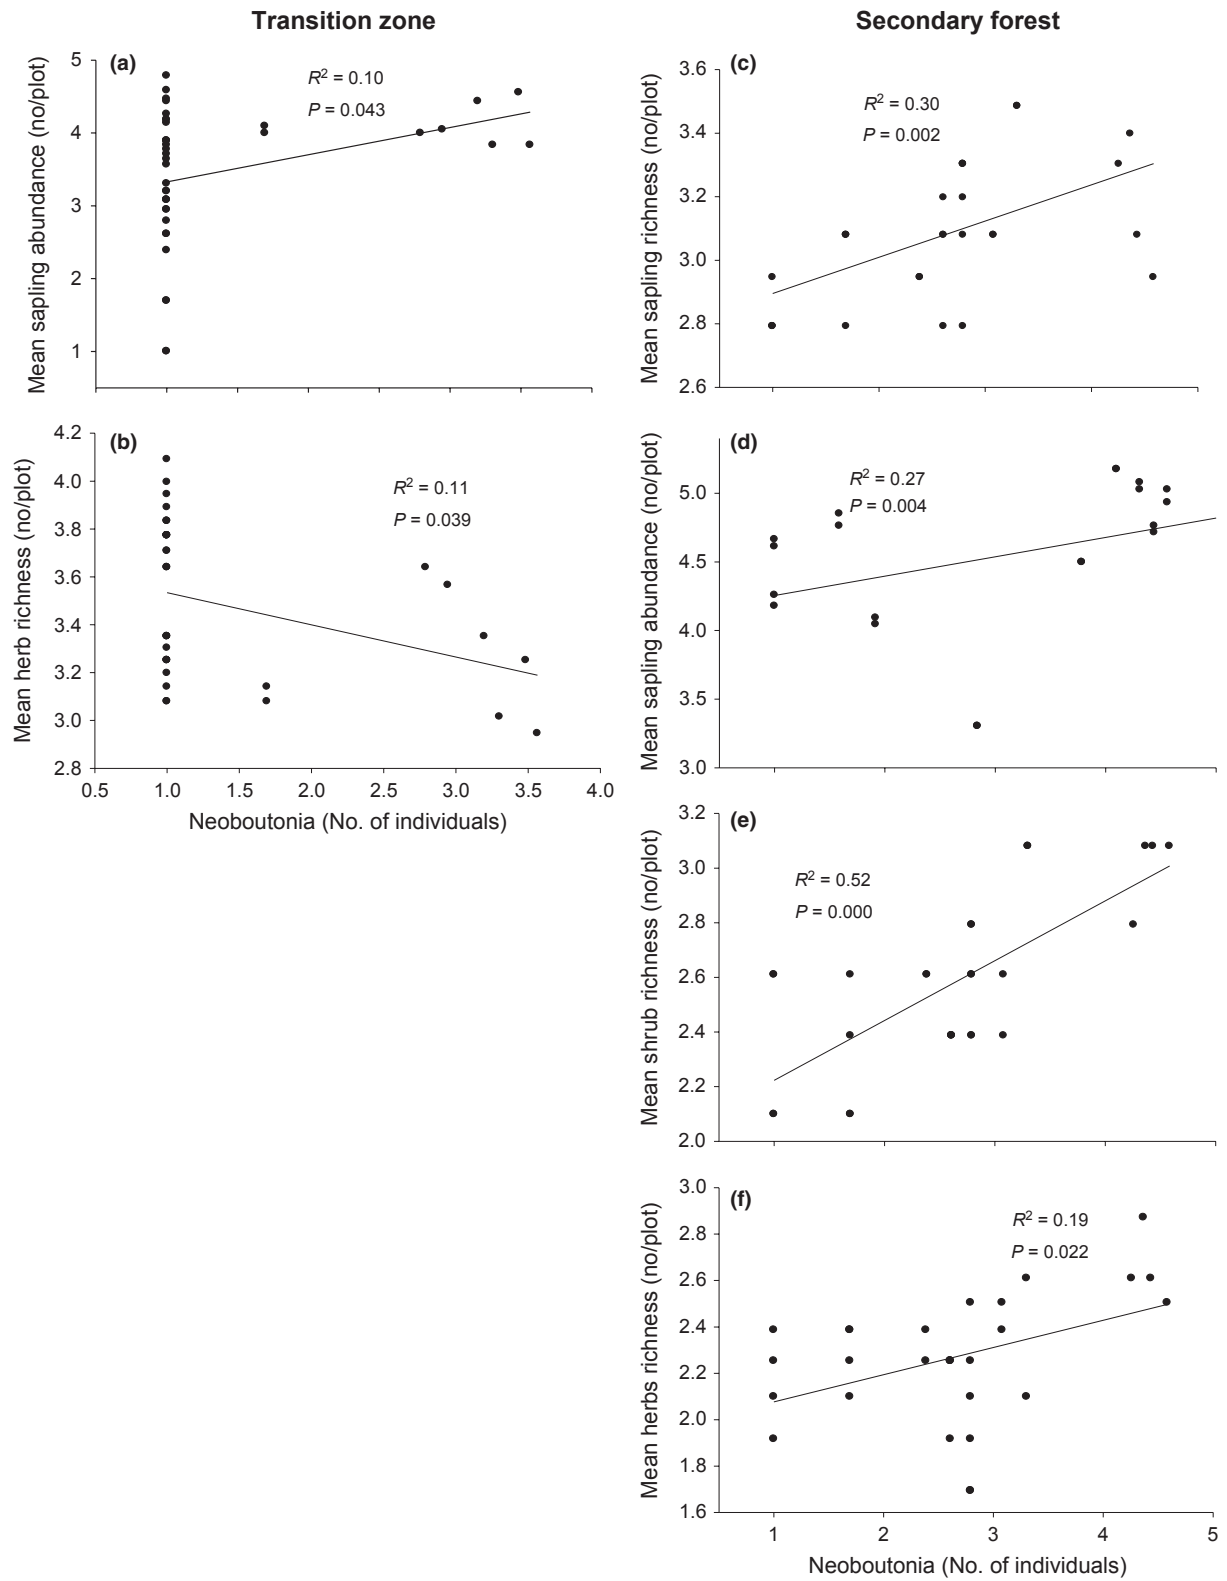 Transition zone
Secondary forest
(a)
R² = 0.10
P = 0.043
Mean sapling abundance (no/plot)
5
4
3
2
1
(b)
R² = 0.11
P = 0.039
Mean herb richness (no/plot)
4.2
4.0
3.8
3.6
3.4
3.2
3.0
2.8
0.5 1.0 1.5 2.0 2.5 3.0 3.5 4.0
Neoboutonia (No. of individuals)
(c)
R² = 0.30
P = 0.002
Mean sapling richness (no/plot)
3.6
3.4
3.2
3.0
2.8
2.6
(d)
R² = 0.27
P = 0.004
Mean sapling abundance (no/plot)
5.0
4.5
4.0
3.5
3.0
(e)
R² = 0.52
P = 0.000
Mean shrub richness (no/plot)
3.2
3.0
2.8
2.6
2.4
2.2
2.0
(f)
R² = 0.19
P = 0.022
Mean herbs richness (no/plot)
3.0
2.8
2.6
2.4
2.2
2.0
1.8
1.6
1 2 3 4 5
Neoboutonia (No. of individuals)